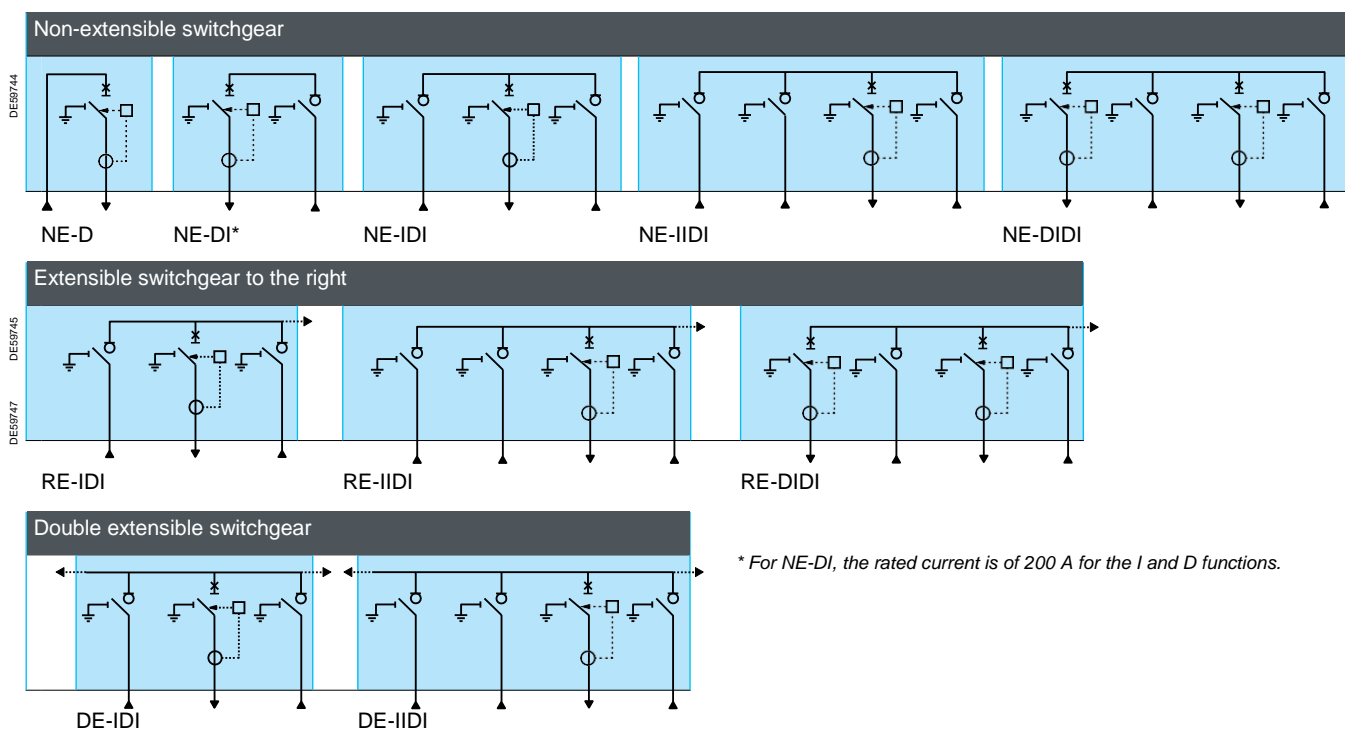 Non-extensible switchgear
DE59744
NE-D NE-DI* NE-IDI NE-IIDI NE-DIDI
Extensible switchgear to the right
DE59745
DE59747
RE-IDI RE-IIDI RE-DIDI
Double extensible switchgear
* For NE-DI, the rated current is of 200 A for the I and D functions.
DE-IDI DE-IIDI